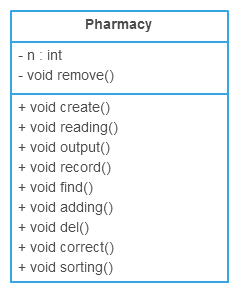 Pharmacy
- n : int
- void remove()
+ void create()
+ void reading()
+ void output()
+ void record()
+ void find()
+ void adding()
+ void del()
+ void correct()
+ void sorting()